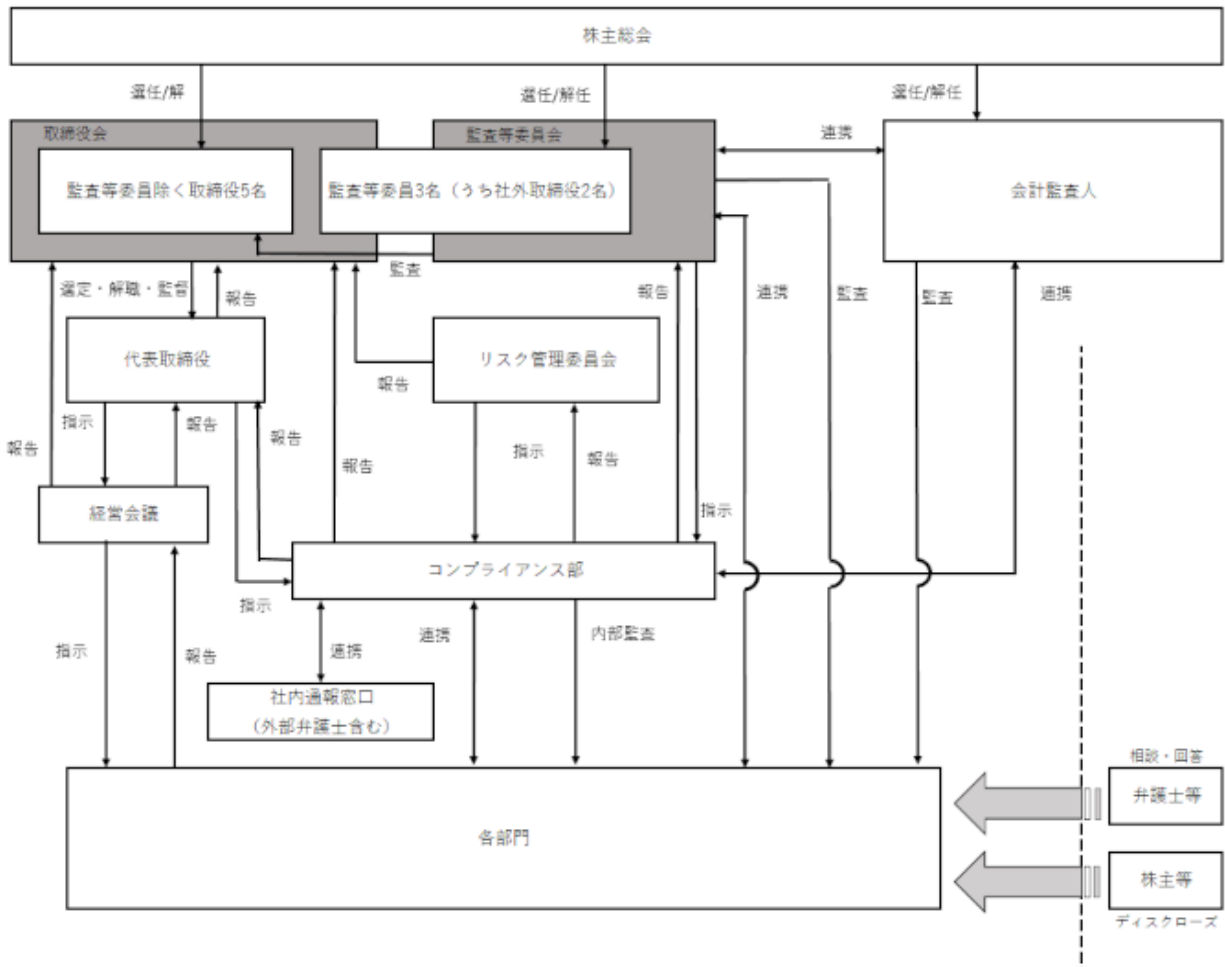 株主総会
選任/解
選任/解任
選任/解任
取締役会
監査等委員会
連携
監査等委員除く取締役5名
監査等委員3名（うち社外取締役2名）
会計監査人
監査
選定・解職・監督
報告
報告
連携
監査
監査
連携
代表取締役
リスク管理委員会
報告
指示
報告
報告
報告
報告
指示
報告
経営会議
指示
コンプライアンス部
指示
連携
内部監査
指示
報告
連携
社内通報窓口
（外部弁護士含む）
相談・回答
弁護士等
各部門
株主等
ディスクローズ